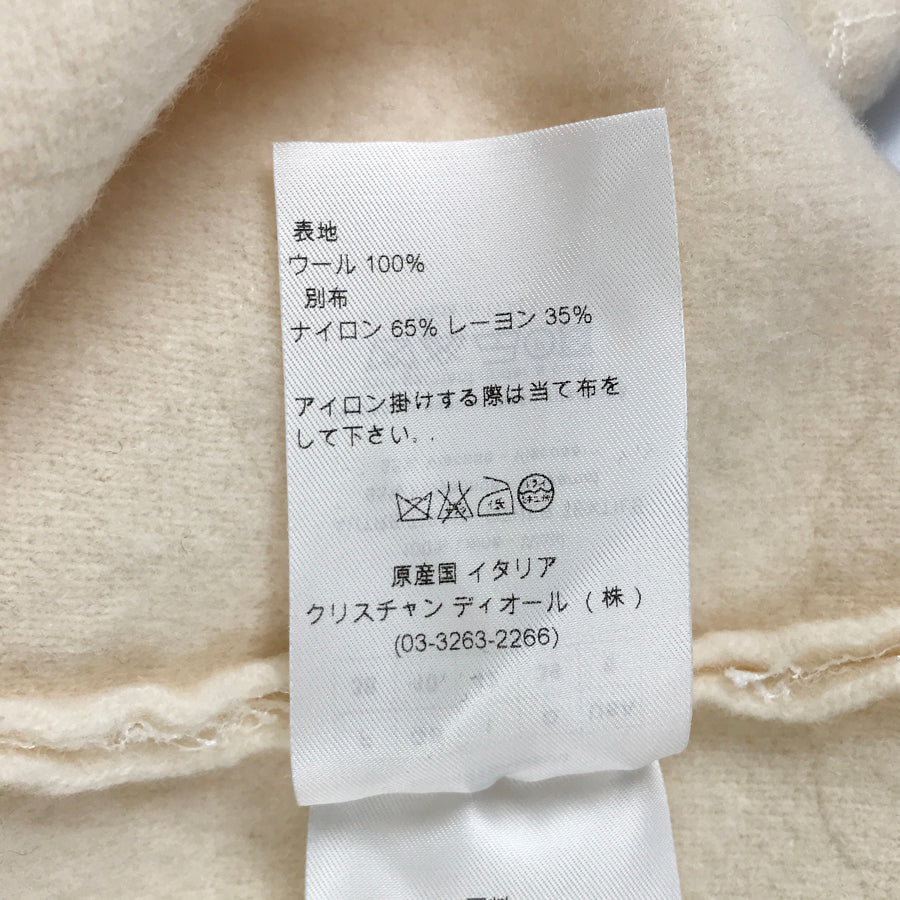 表地
ウール 100%
別布
ナイロン 65% レーヨン 35%
アイロン掛けする際は当て布を
して下さい。.
原産国 イタリア
クリスチャン ディオール (株)
(03-3263-2266)